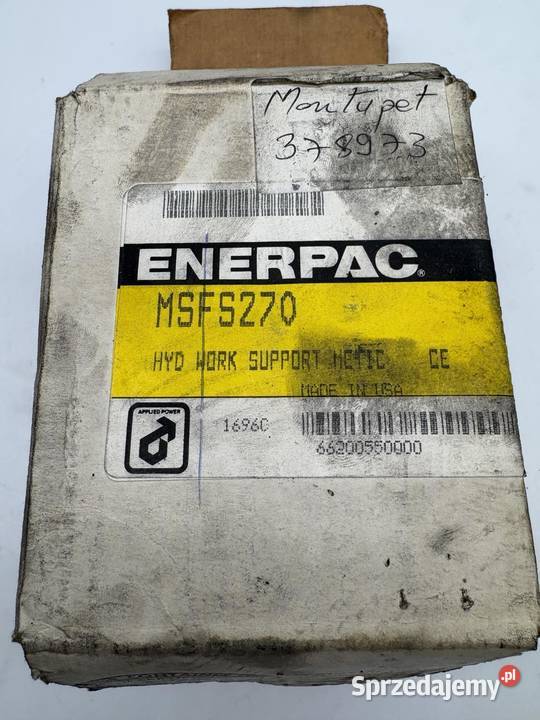 Montupet
378973
ENERPAC®
MSFS270
HYD WORK SUPPORT METIC CE
MADE IN USA
APPLIED POWER
1696C
66200550000
Sprzedajemy.pl